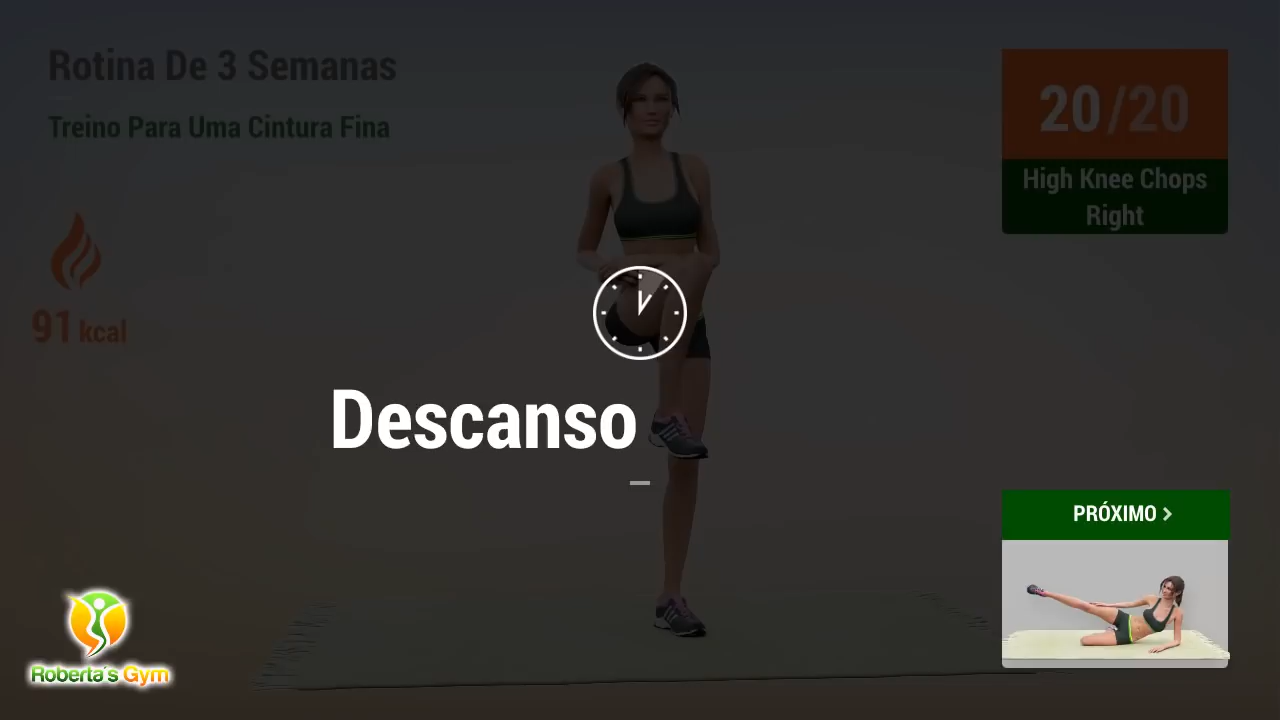 Rotina De 3 Semanas
Treino Para Uma Cintura Fina
20/20
High Knee Chops
Right
91 kcal
Descanso
PRÓXIMO >
Roberta´s Gym